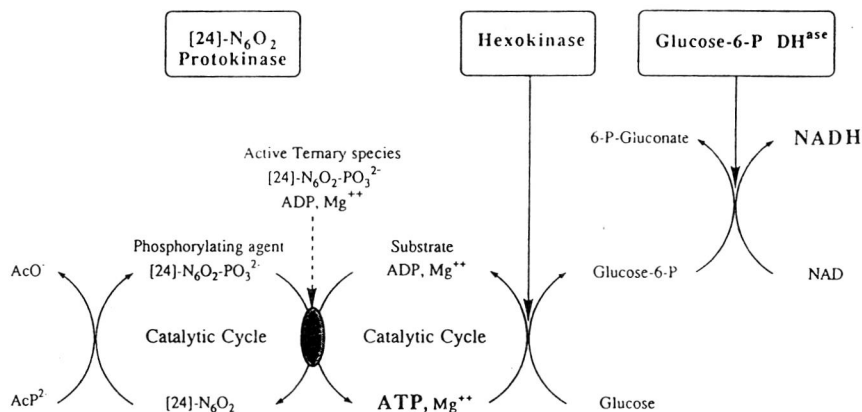 [24]-N₆O₂
Protokinase
Hexokinase
Glucose-6-P DHᵃˢᵉ
6-P-Gluconate
NADH
Active Ternary species
[24]-N₆O₂-PO₃²⁻
ADP, Mg⁺⁺
Phosphorylating agent
Substrate
AcO⁻
[24]-N₆O₂-PO₃²⁻
ADP, Mg⁺⁺
Glucose-6-P
NAD
Catalytic Cycle
Catalytic Cycle
AcP²⁻
[24]-N₆O₂
ATP, Mg⁺⁺
Glucose